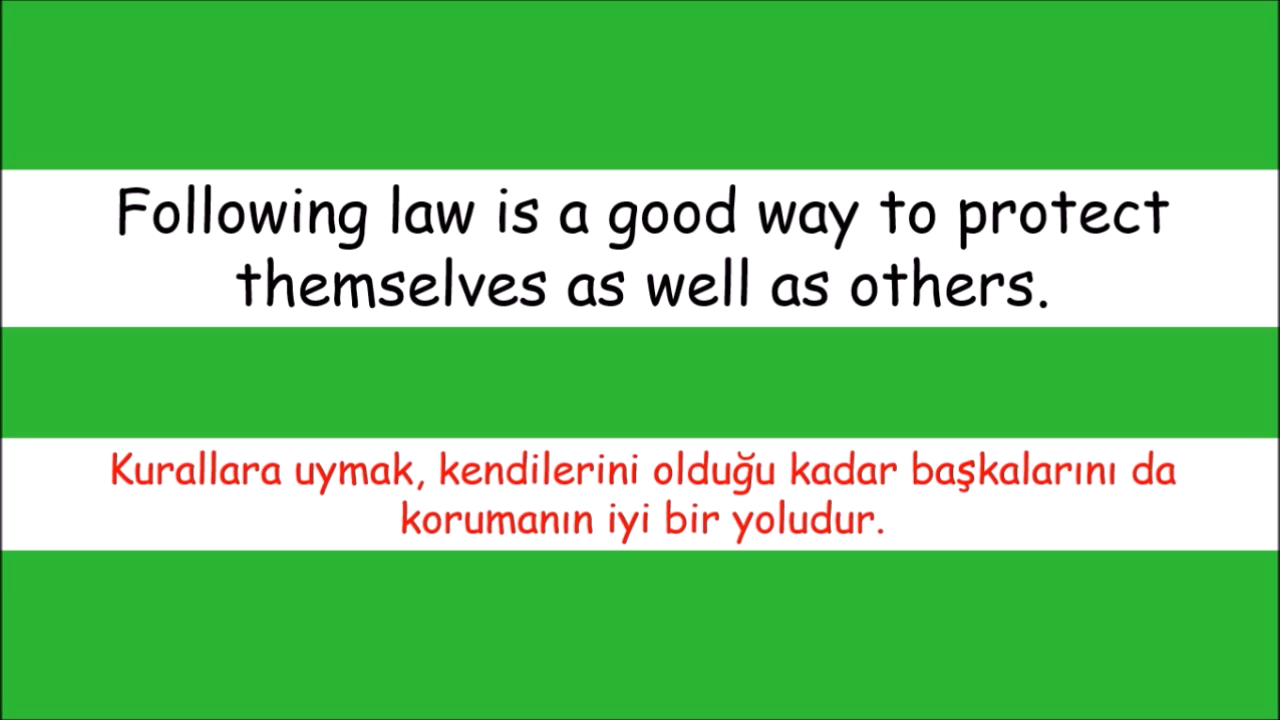 Following law is a good way to protect
themselves as well as others.
Kurallara uymak, kendilerini olduğu kadar başkalarını da
korumanın iyi bir yoludur.